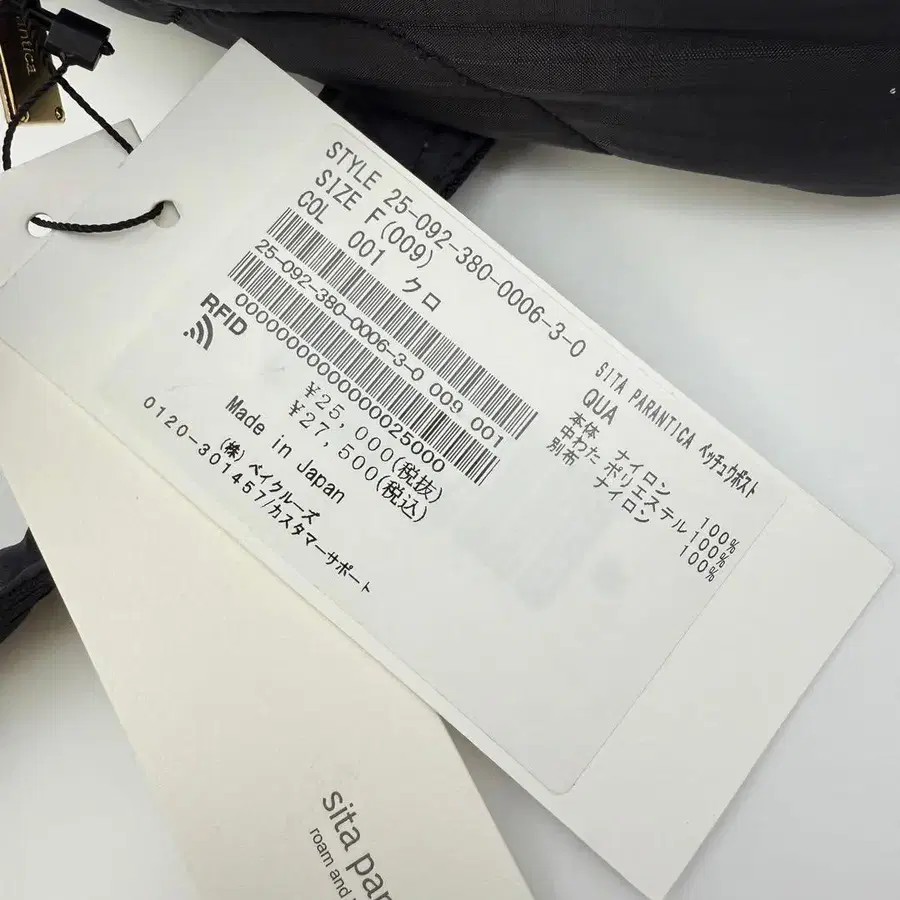 STYLE 25-092-380-0006-3-0
SIZE F(009)
COL 001 クロ
25-092-380-0006-3-0 009 001
RFID
0000000000000000025000
¥25,000(税抜)
¥27,500(税込)
Made in Japan
(株) ベイクルーズ
0120-301457/カスタマーサポート
SITA PARANTICA ベッチュウポスト
QUA
本体 ナイロン 100%
中わた ポリエステル 100%
別布 ナイロン 100%
sita par
roam and
antica